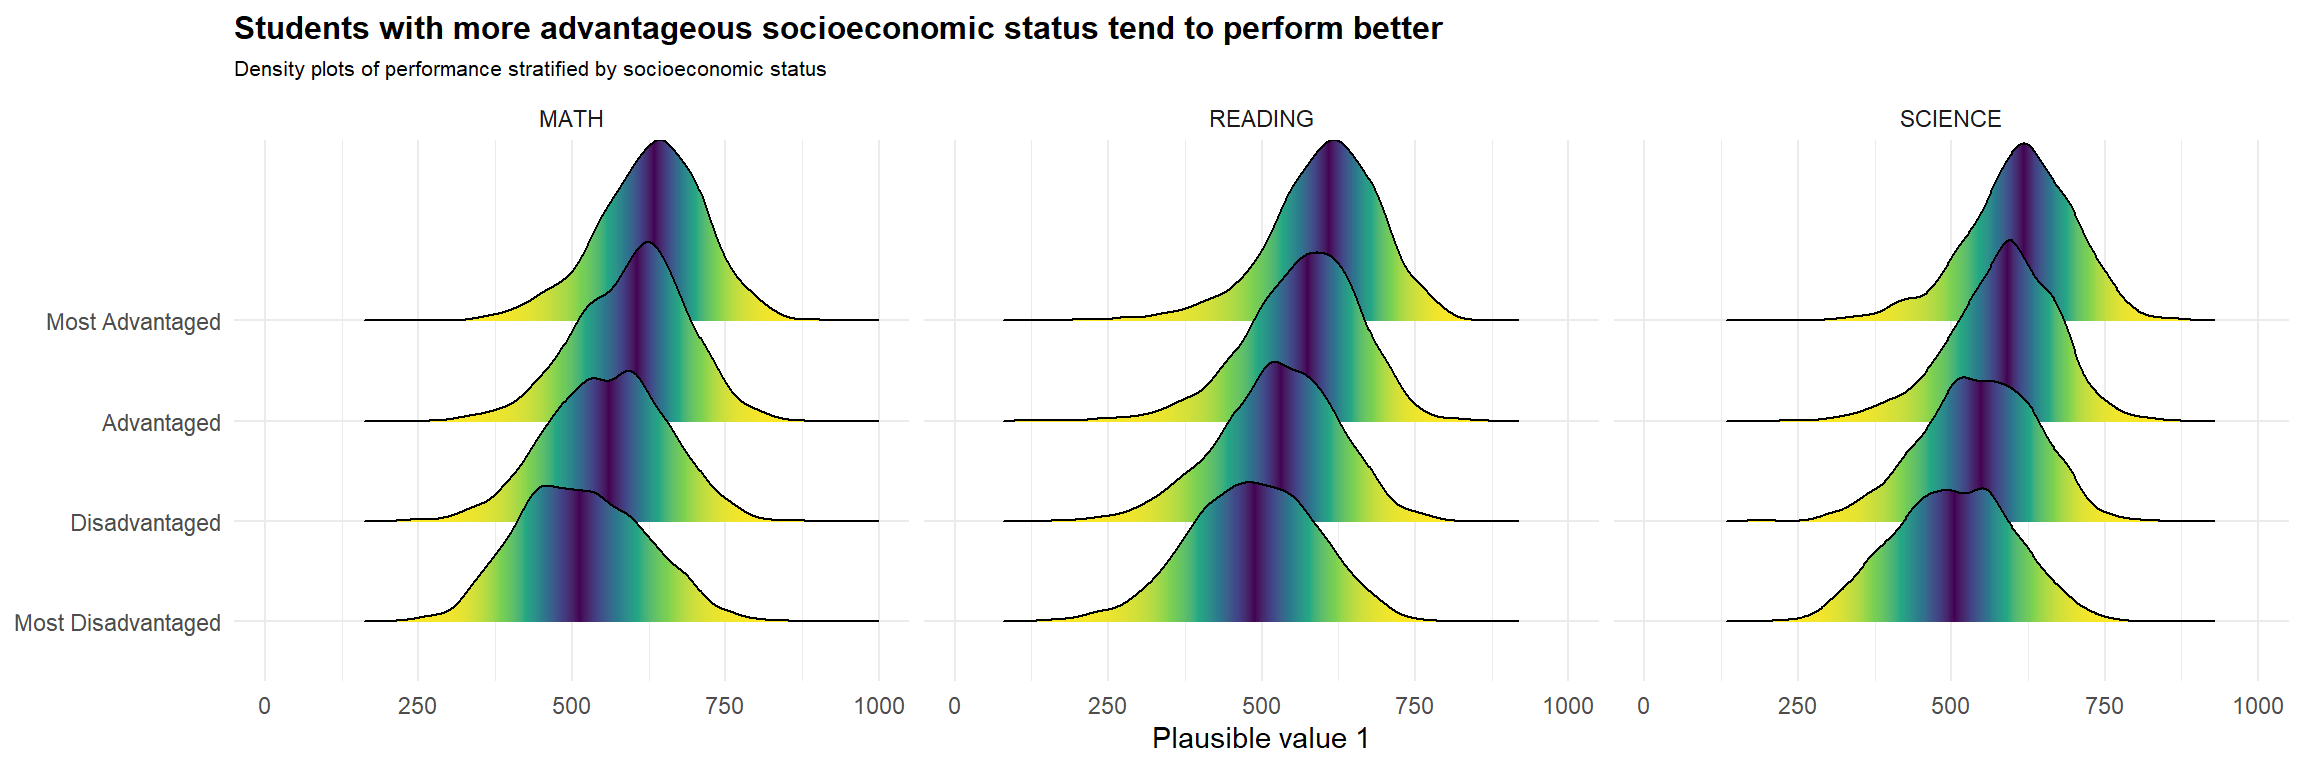 Students with more advantageous socioeconomic status tend to perform better
Density plots of performance stratified by socioeconomic status
MATH READING SCIENCE
Most Advantaged
Advantaged
Disadvantaged
Most Disadvantaged
0 250 500 750 1000 0 250 500 750 1000 0 250 500 750 1000
Plausible value 1